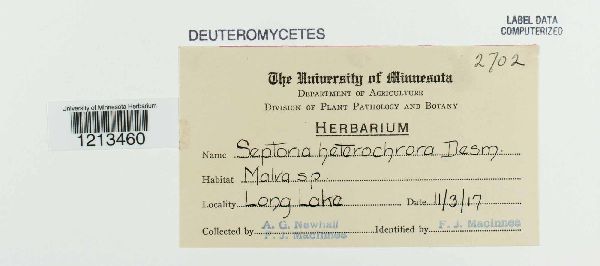 DEUTEROMYCETES
LABEL DATA
COMPUTERIZED
2702
The University of Minnesota
DEPARTMENT OF AGRICULTURE
DIVISION OF PLANT PATHOLOGY AND BOTANY
University of Minnesota Herbarium
1213460
HERBARIUM
Name Septoria heterochrora Desm.
Habitat Malva sp.
Locality Long Lake Date 11/3/17
A. G. Newhall F. J. Macinnes
Collected by F. J. Macinnes Identified by